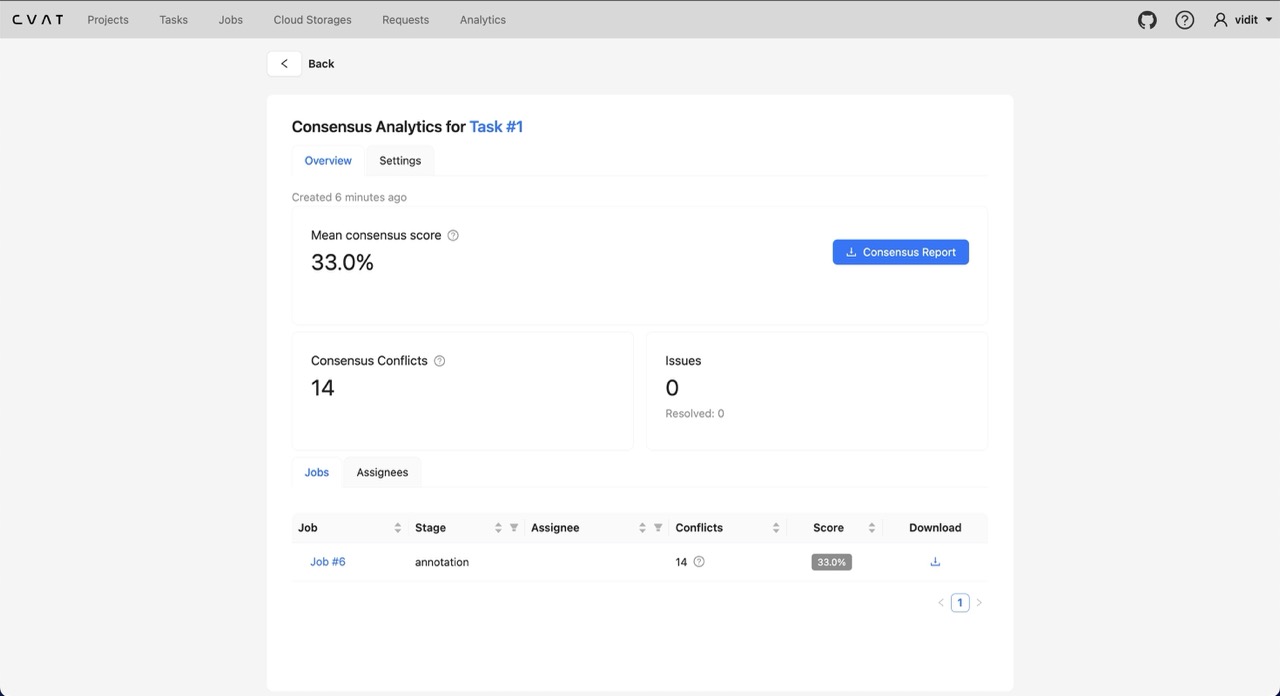 CVAT Projects Tasks Jobs Cloud Storages Requests Analytics vidit
Back
Consensus Analytics for Task #1
Overview Settings
Created 6 minutes ago
Mean consensus score
33.0%
Consensus Report
Consensus Conflicts
14
Issues
0
Resolved: 0
Jobs Assignees
Job Stage Assignee Conflicts Score Download
Job #6 annotation 14 33.0%
1